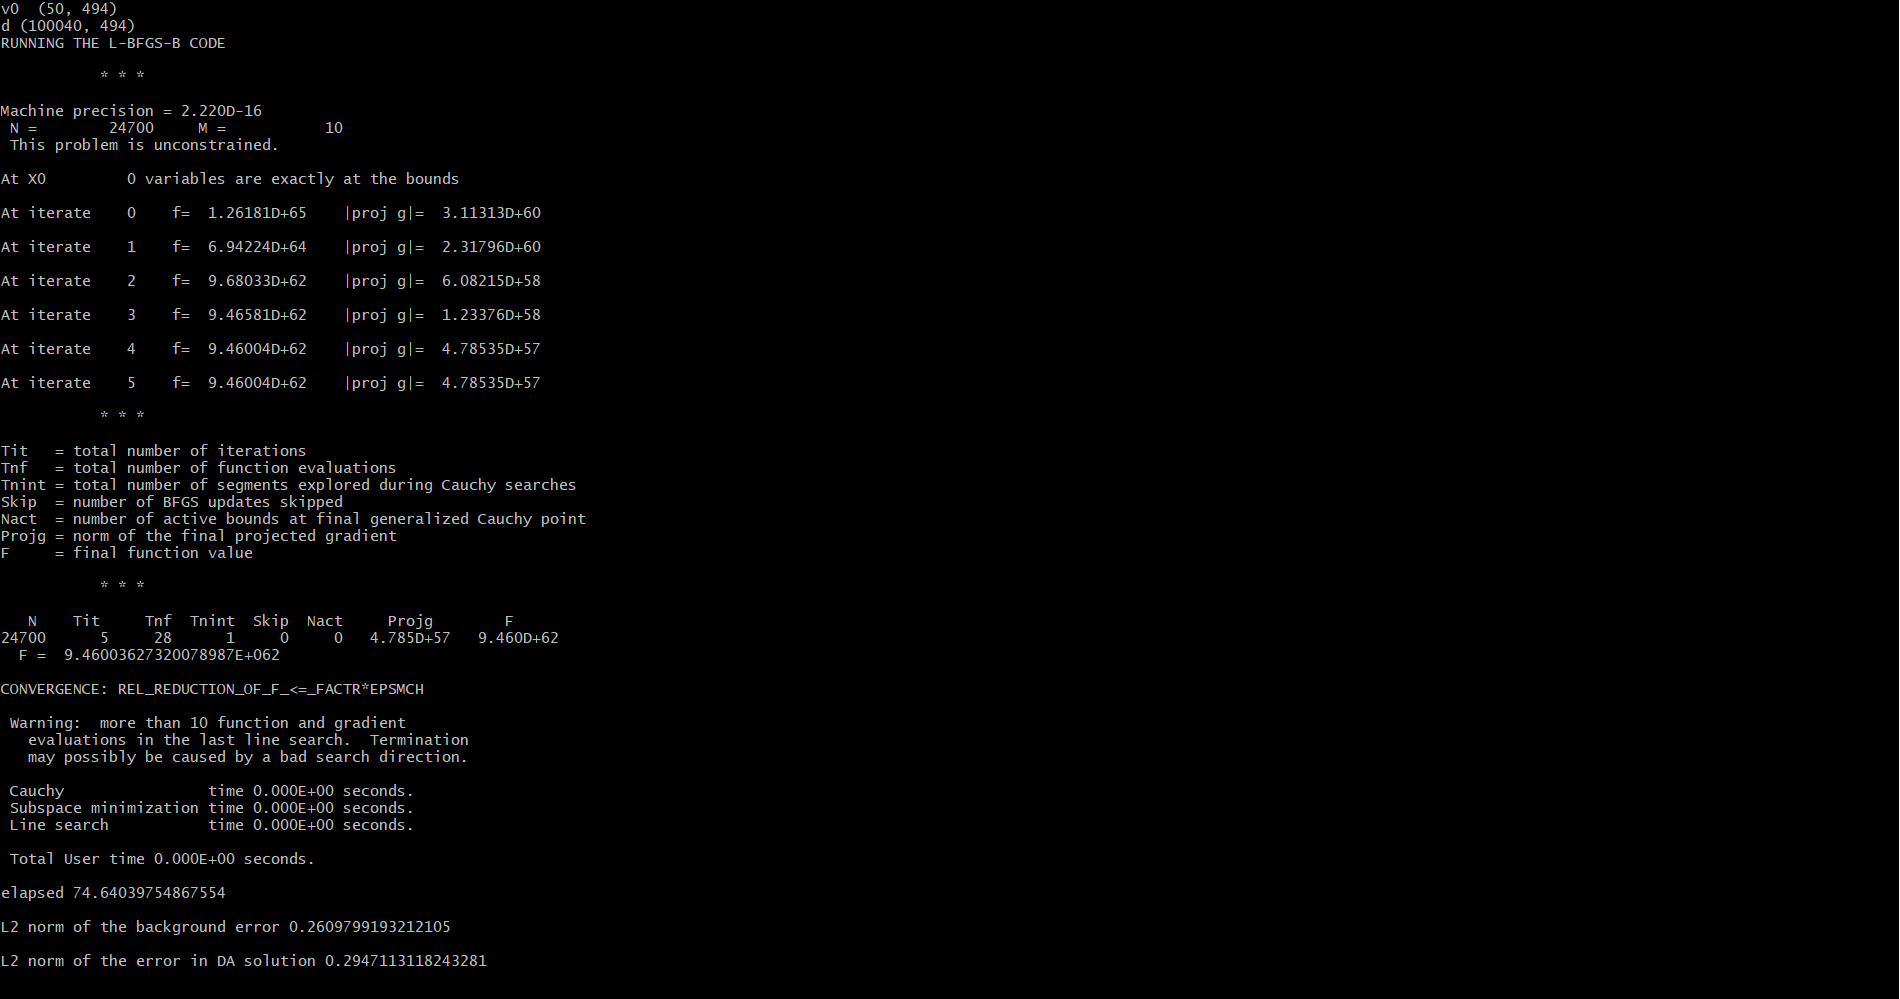 v0  (50, 494)
d (100040, 494)
RUNNING THE L-BFGS-B CODE
* * *
Machine precision = 2.220D-16
N =        24700     M =           10
This problem is unconstrained.
At X0         0 variables are exactly at the bounds
At iterate    0    f=  1.26181D+65    |proj g|=  3.11313D+60
At iterate    1    f=  6.94224D+64    |proj g|=  2.31796D+60
At iterate    2    f=  9.68033D+62    |proj g|=  6.08215D+58
At iterate    3    f=  9.46581D+62    |proj g|=  1.23376D+58
At iterate    4    f=  9.46004D+62    |proj g|=  4.78535D+57
At iterate    5    f=  9.46004D+62    |proj g|=  4.78535D+57
* * *
Tit   = total number of iterations
Tnf   = total number of function evaluations
Tnint = total number of segments explored during Cauchy searches
Skip  = number of BFGS updates skipped
Nact  = number of active bounds at final generalized Cauchy point
Projg = norm of the final projected gradient
F     = final function value
* * *
N    Tit     Tnf  Tnint  Skip  Nact     Projg        F
24700      5     28      1     0     0   4.785D+57   9.460D+62
F =  9.4600362732007898​7E+062
CONVERGENCE: REL_REDUCTION_OF_F_<=_FACTR*EPSMCH
Warning:  more than 10 function and gradient
evaluations in the last line search.  Termination
may possibly be caused by a bad search direction.
Cauchy                time 0.000E+00 seconds.
Subspace minimization time 0.000E+00 seconds.
Line search           time 0.000E+00 seconds.
Total User time 0.000E+00 seconds.
elapsed 74.64039754867554
L2 norm of the background error 0.2609799193212105
L2 norm of the error in DA solution 0.2947113118243281